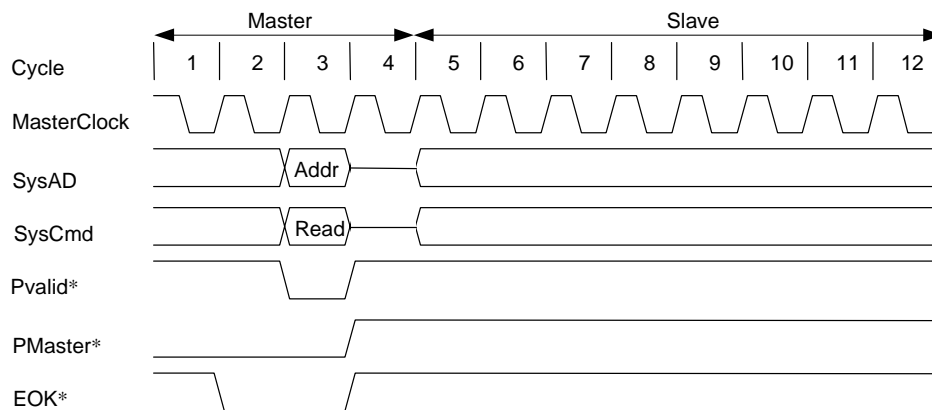 Master Slave
Cycle 1 2 3 4 5 6 7 8 9 10 11 12
MasterClock
SysAD Addr
SysCmd Read
Pvalid*
PMaster*
EOK*